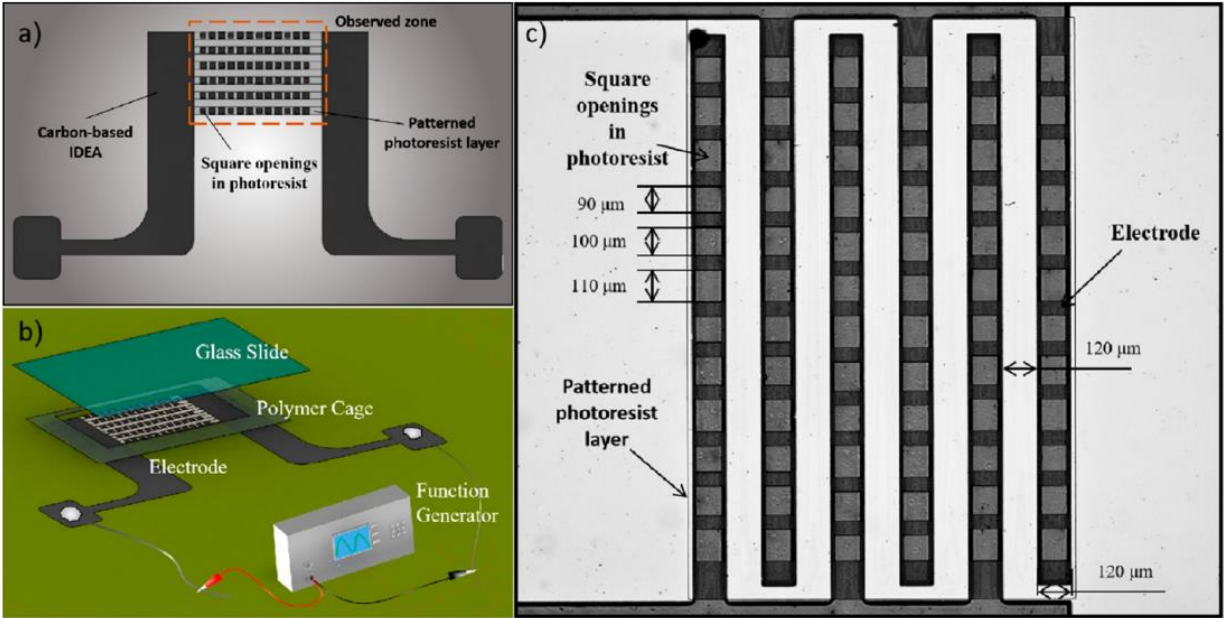 a)
Observed zone
Carbon-based
IDEA
Square openings
in photoresist
Patterned
photoresist layer
b)
Glass Slide
Polymer Cage
Electrode
Function
Generator
c)
Square
openings
in
photoresist
90 μm
100 μm
110 μm
Electrode
120 μm
Patterned
photoresist
layer
120 μm